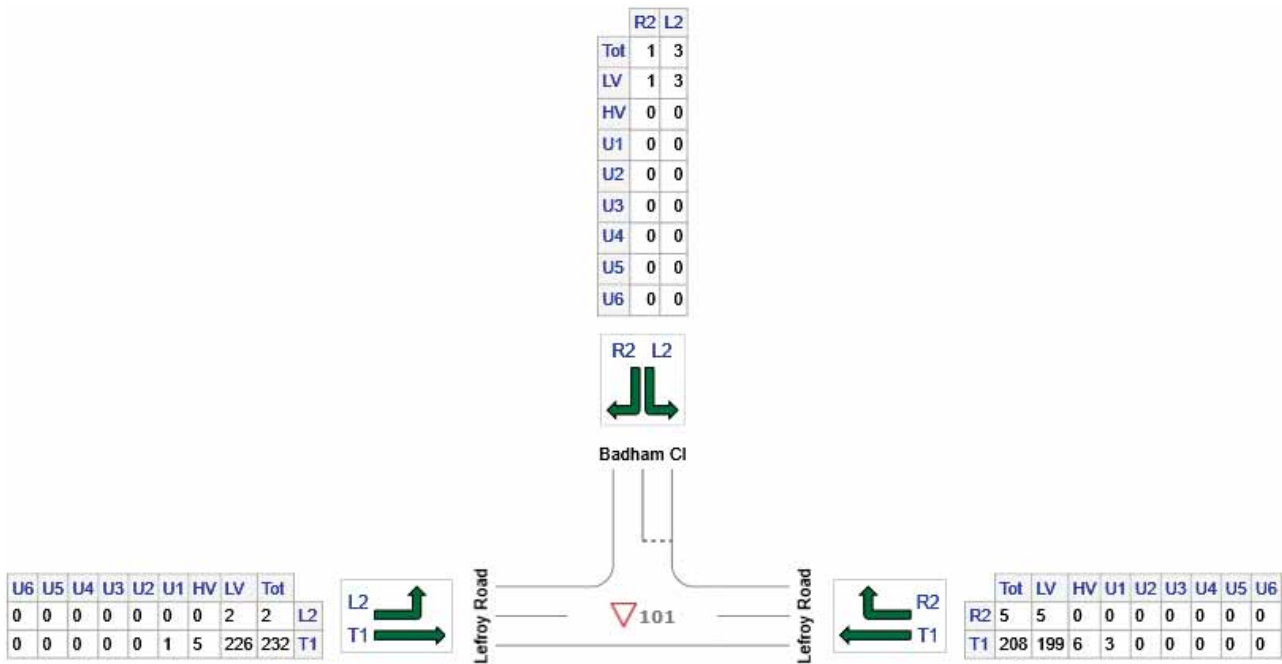 R2 L2
Tot 1 3
LV 1 3
HV 0 0
U1 0 0
U2 0 0
U3 0 0
U4 0 0
U5 0 0
U6 0 0
R2 L2
Badham Cl
U6 U5 U4 U3 U2 U1 HV LV Tot
0 0 0 0 0 0 0 2 2 L2
0 0 0 0 0 1 5 226 232 T1
L2
T1
Lefroy Road
101
Lefroy Road
R2
T1
Tot LV HV U1 U2 U3 U4 U5 U6
R2 5 5 0 0 0 0 0 0 0
T1 208 199 6 3 0 0 0 0 0